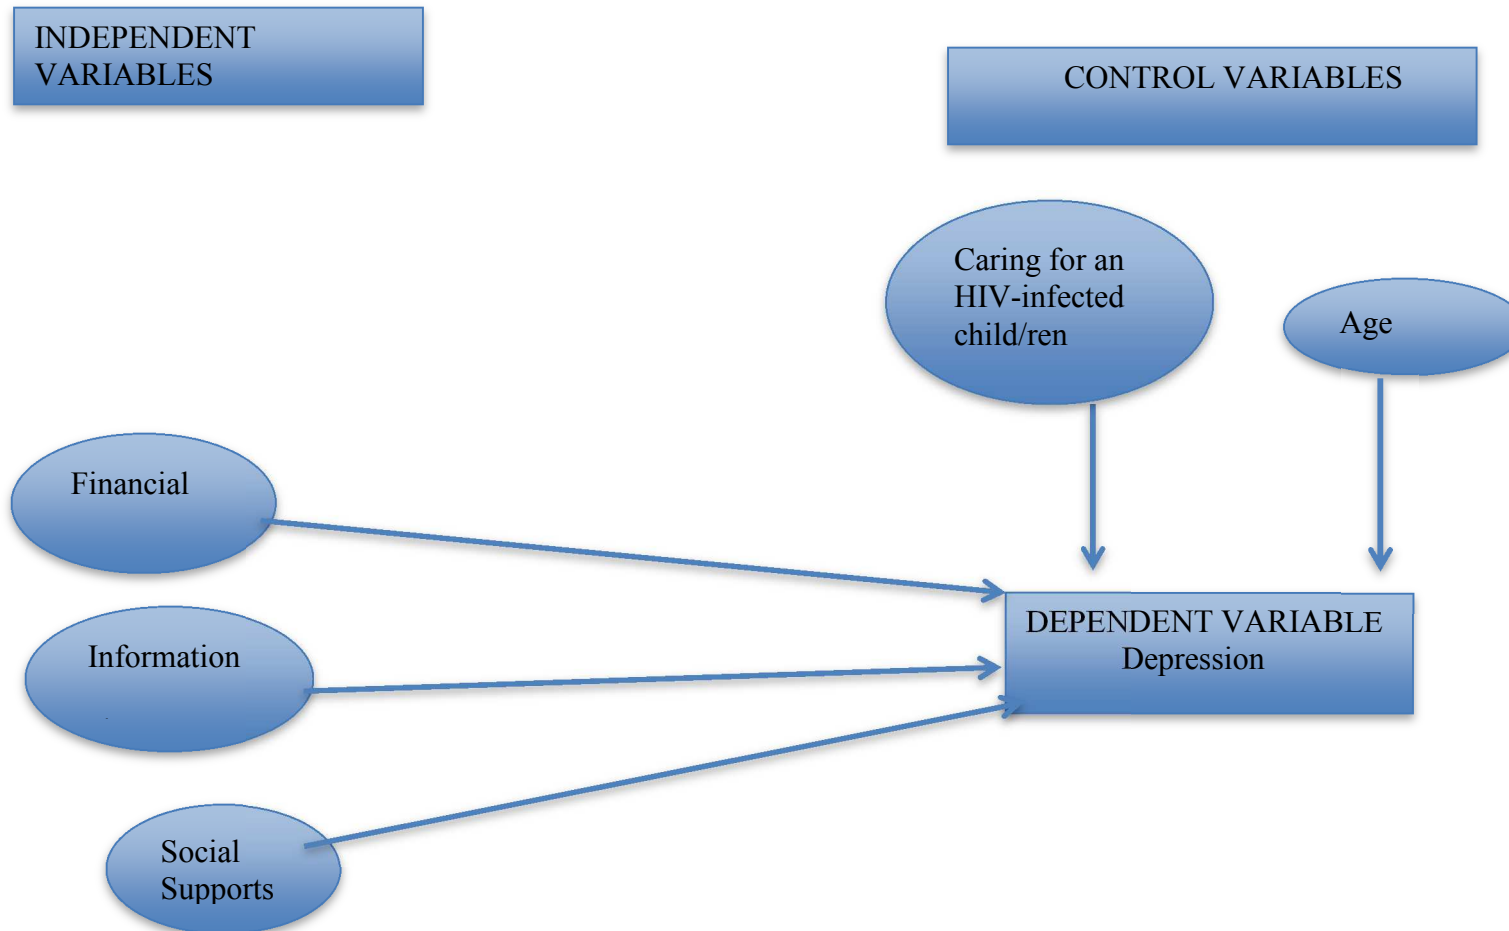 INDEPENDENT
VARIABLES
CONTROL VARIABLES
Caring for an
HIV-infected
child/ren
Age
Financial
Information
Social
Supports
DEPENDENT VARIABLE
Depression